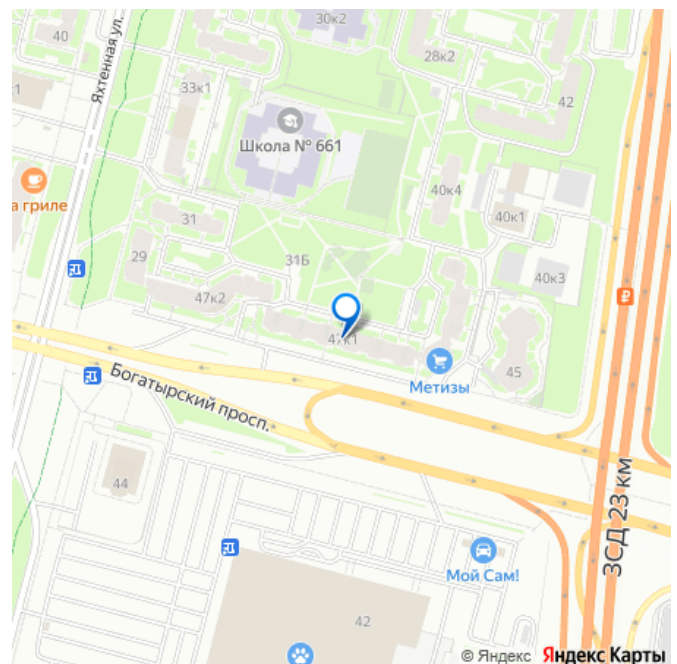 30к2
40
Яхтенная ул.
28к2
33к1
42
Школа № 661
40к4
а гриле
31
40к1
29
31Б
40к3
47к2
47к1
45
Метизы
Богатырский просп.
44
ЗСД 23 км
Мой Сам!
42
© Яндекс Яндекс Карты